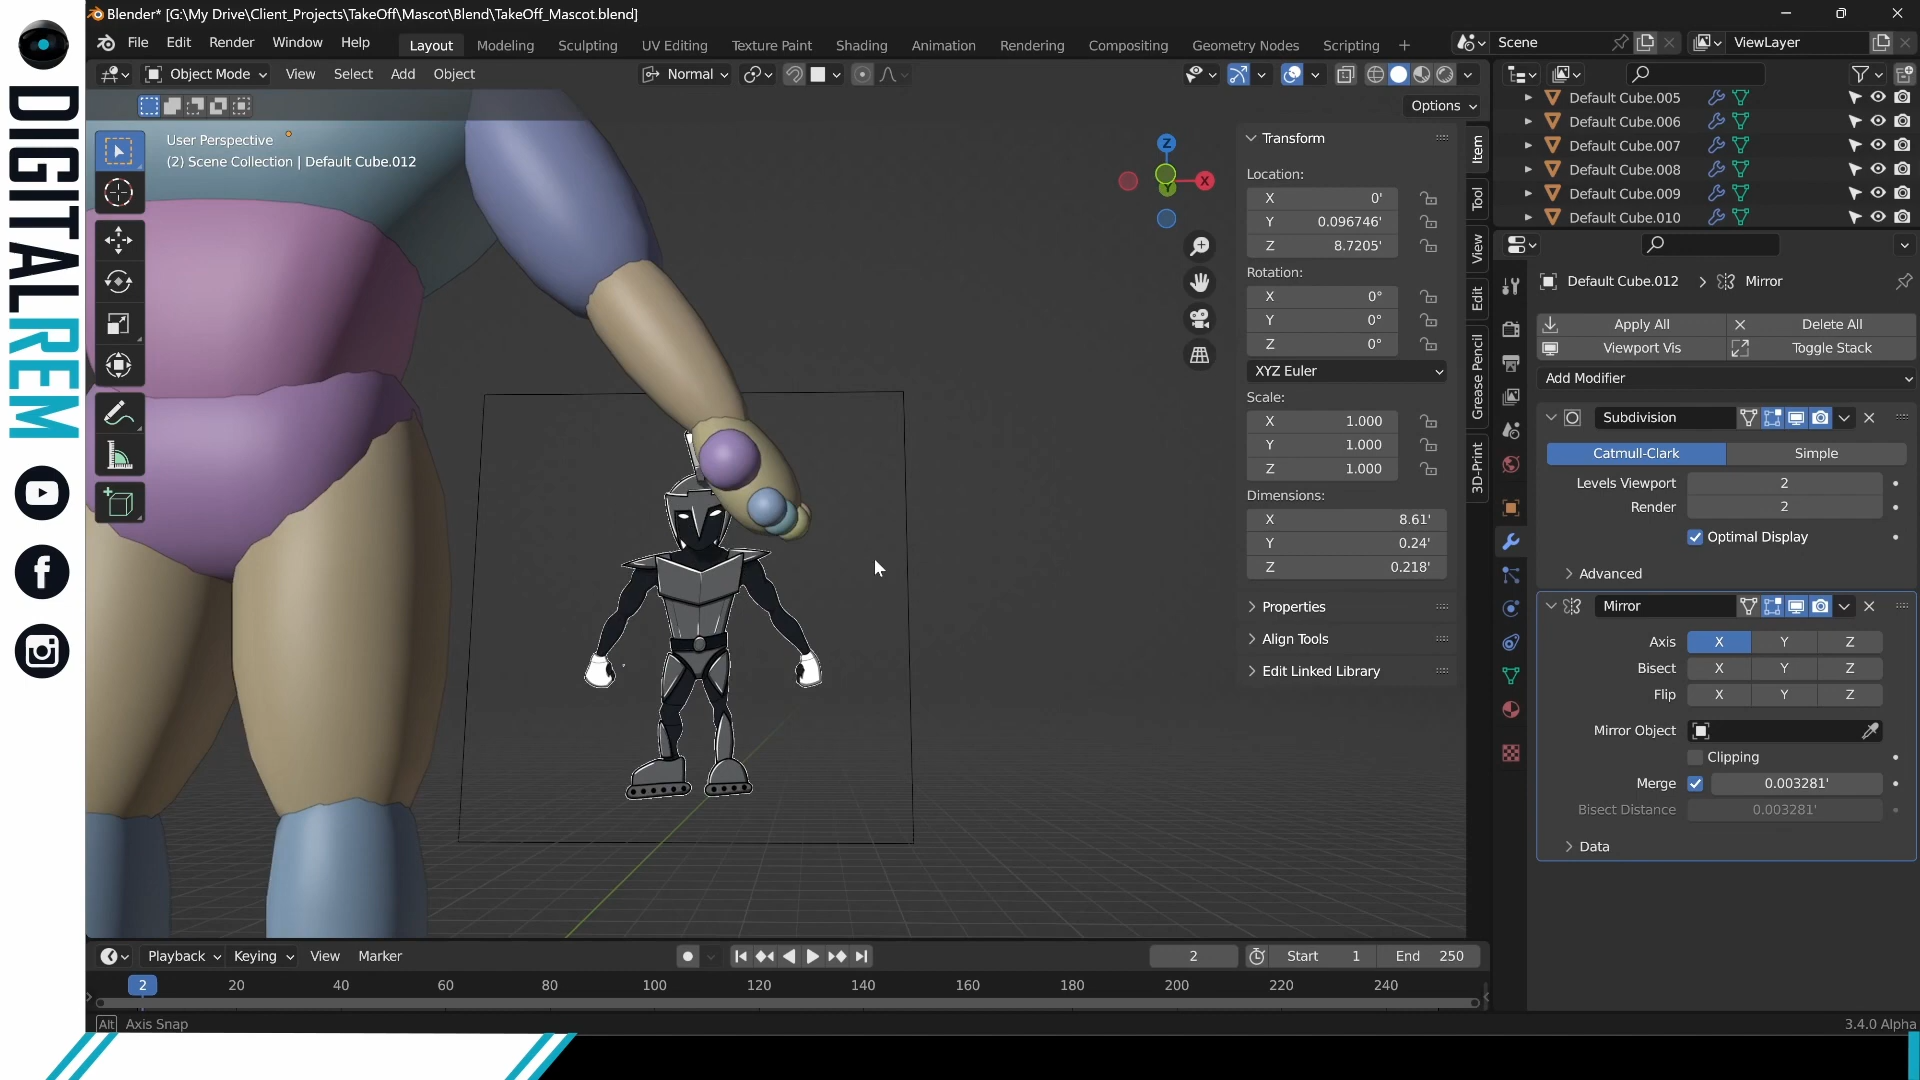 DIGITALREM
Blender* [G:\My Drive\Client_Projects\TakeOff\Mascot\Blend\TakeOff_Mascot.blend]
File Edit Render Window Help Layout Modeling Sculpting UV Editing Texture Paint Shading Animation Rendering Compositing Geometry Nodes Scripting + Scene ViewLayer
Object Mode View Select Add Object Normal
Options
User Perspective
(2) Scene Collection | Default Cube.012
Z
X
Y
Transform
Location:
X 0'
Y 0.096746'
Z 8.7205'
Rotation:
X 0°
Y 0°
Z 0°
XYZ Euler
Scale:
X 1.000
Y 1.000
Z 1.000
Dimensions:
X 8.61'
Y 0.24'
Z 0.218'
Properties
Align Tools
Edit Linked Library
Item
Tool
View
Edit
Grease Pencil
3D-Print
Default Cube.005
Default Cube.006
Default Cube.007
Default Cube.008
Default Cube.009
Default Cube.010
Default Cube.012 > Mirror
Apply All Delete All
Viewport Vis Toggle Stack
Add Modifier
Subdivision
Catmull-Clark Simple
Levels Viewport 2
Render 2
Optimal Display
Advanced
Mirror
Axis X Y Z
Bisect X Y Z
Flip X Y Z
Mirror Object
Clipping
Merge 0.003281'
Bisect Distance 0.003281'
Data
Playback Keying View Marker 2 Start 1 End 250
2 20 40 60 80 100 120 140 160 180 200 220 240
Alt Axis Snap
3.4.0 Alpha